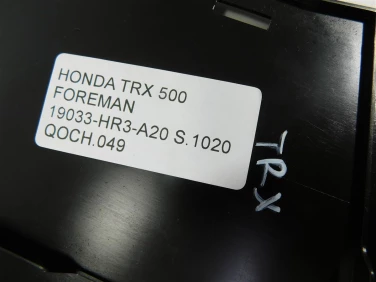 HONDA TRX 500
FOREMAN
19033-HR3-A20 S.1020
QOCH.049
TRX